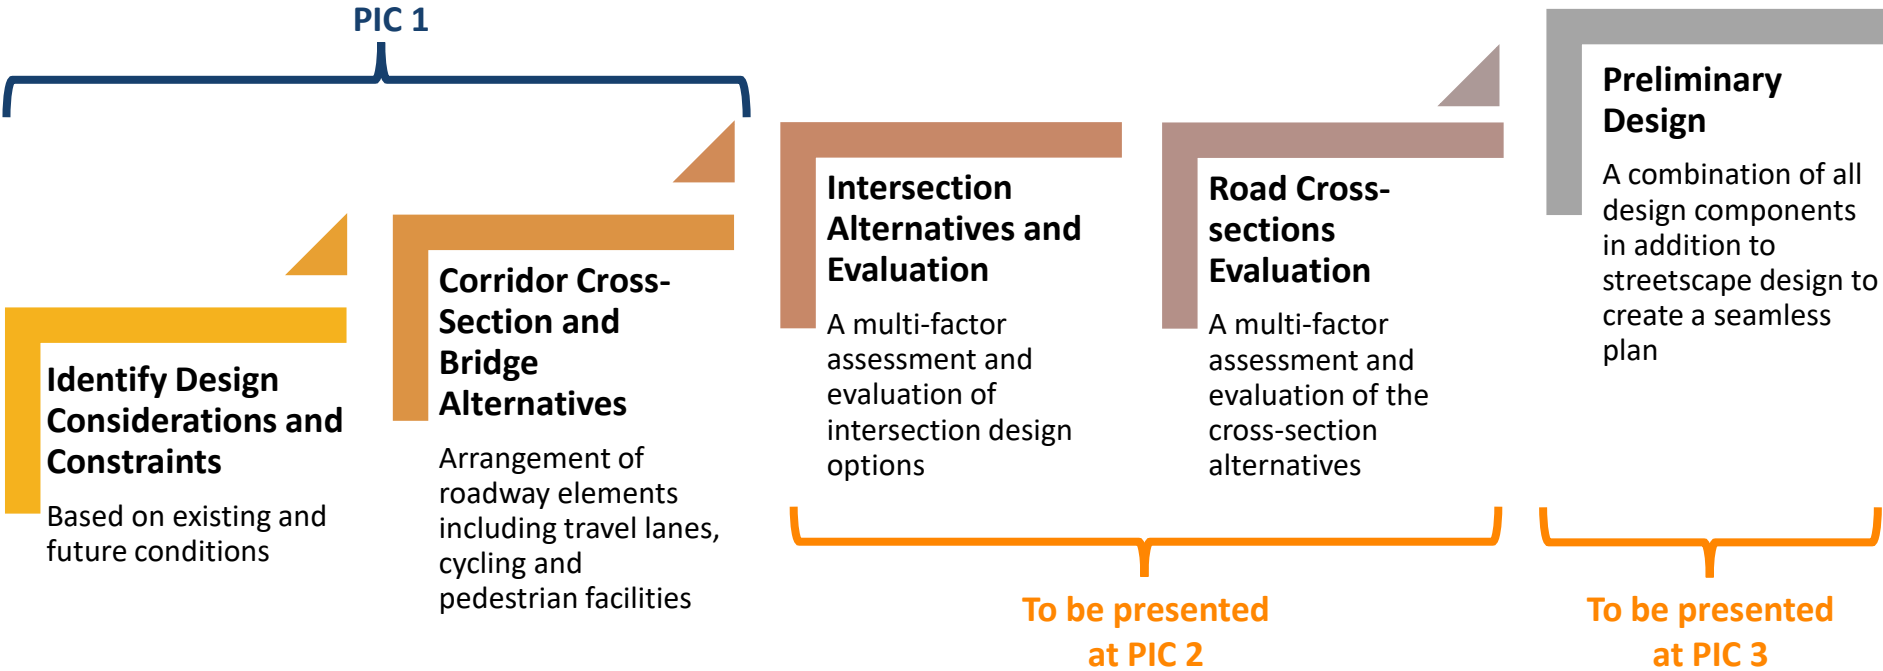 PIC 1
Identify Design
Considerations and
Constraints
Based on existing and
future conditions
Corridor Cross-
Section and
Bridge
Alternatives
Arrangement of
roadway elements
including travel lanes,
cycling and
pedestrian facilities
Intersection
Alternatives and
Evaluation
A multi-factor
assessment and
evaluation of
intersection design
options
Road Cross-
sections
Evaluation
A multi-factor
assessment and
evaluation of the
cross-section
alternatives
To be presented
at PIC 2
Preliminary
Design
A combination of all
design components
in addition to
streetscape design to
create a seamless
plan
To be presented
at PIC 3